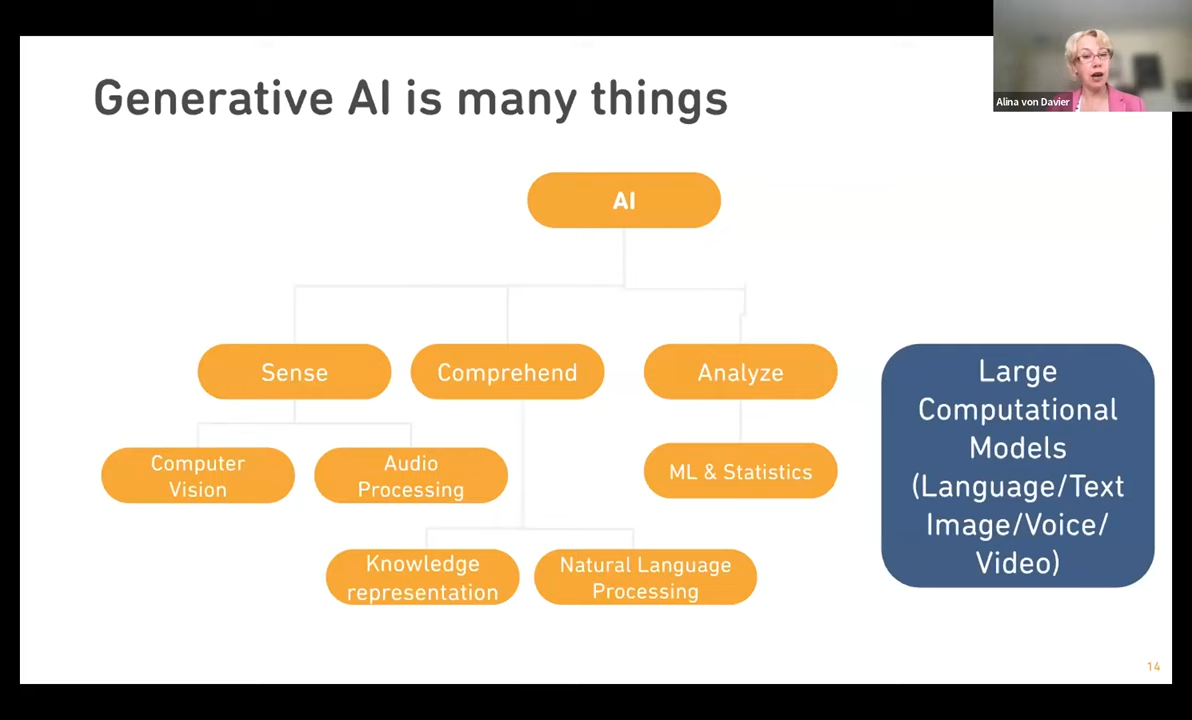 Generative AI is many things
Alina von Davier
AI
Sense
Comprehend
Analyze
Computer
Vision
Audio
Processing
ML & Statistics
Knowledge
representation
Natural Language
Processing
Large
Computational
Models
(Language/Text
Image/Voice/
Video)
14